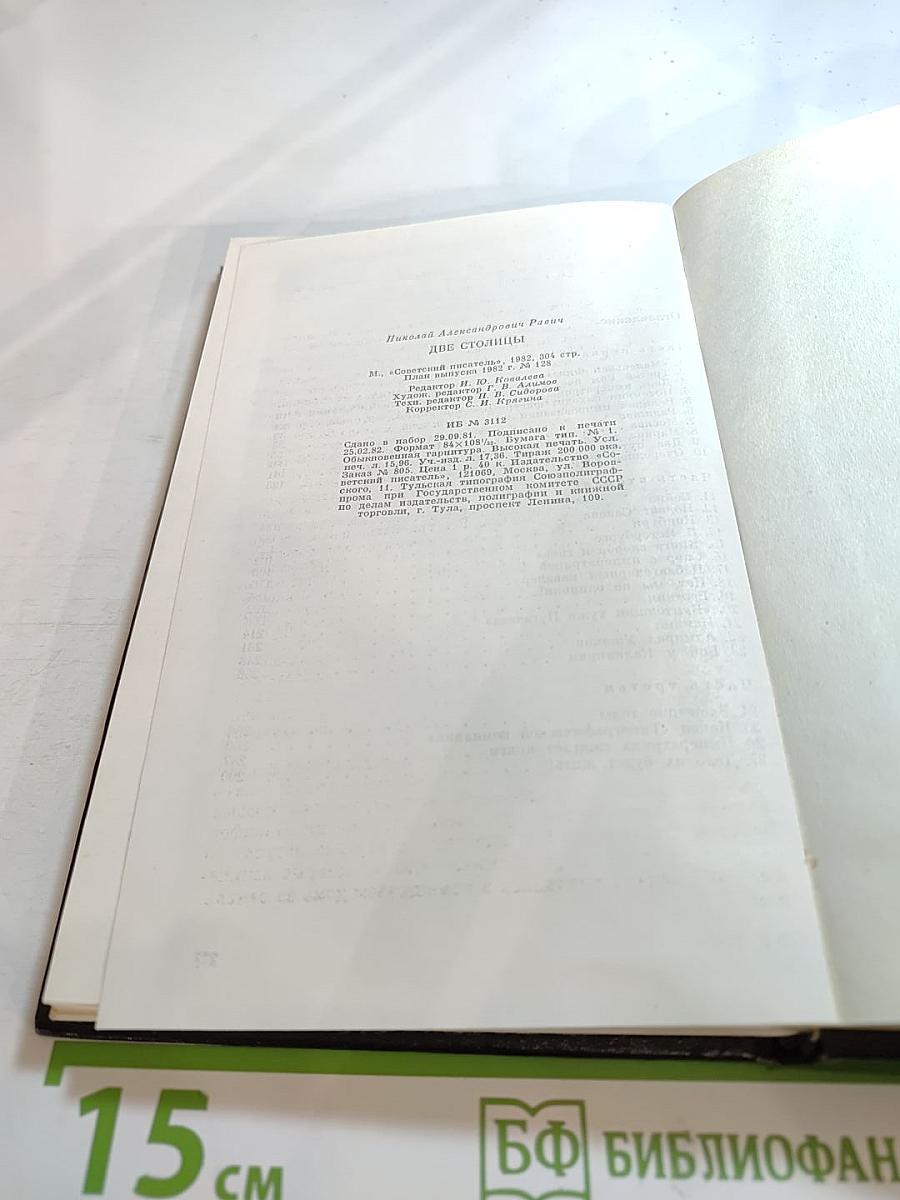 Николай Александрович Равич
ДВЕ СТОЛИЦЫ
М., «Советский писатель», 1982, 304 стр.
План выпуска 1982 г. № 128
Редактор И. Ю. Ковалева
Худож. редактор Г. В. Алимов
Техн. редактор Н. В. Сидорова
Корректор С. И. Крягина
ИБ № 3112
Сдано в набор 29.09.81. Подписано к печати
25.02.82. Формат 84×108¹/₃₂. Бумага тип. № 1.
Обыкновенная гарнитура. Высокая печать. Усл.
печ. л. 15,96. Уч.-изд. л. 17,36. Тираж 200 000 экз.
Заказ № 805. Цена 1 р. 40 к. Издательство «Со-
ветский писатель», 121069, Москва, ул. Воров-
ского, 11. Тульская типография Союзполиграф-
прома при Государственном комитете СССР
по делам издательств, полиграфии и книжной
торговли, г. Тула, проспект Ленина, 109.
15 см
БФ БИБЛИОФАН